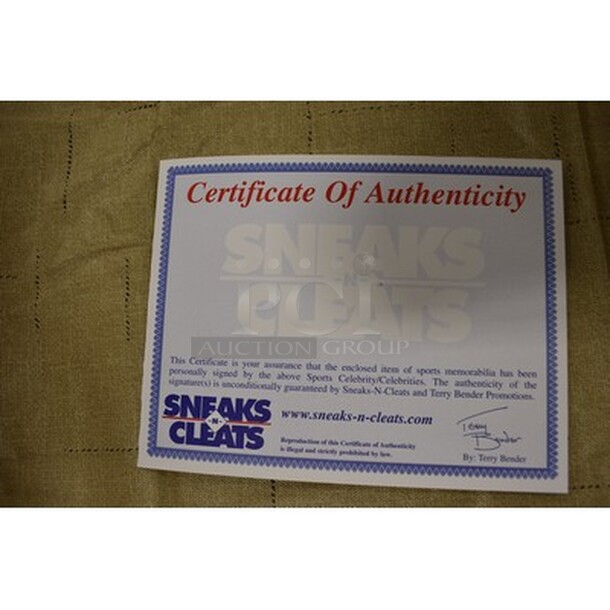 Certificate Of Authenticity
SNEAKS
-N-
CLEATS
PCI
AUCTION GROUP
This Certificate is your assurance that the enclosed item of sports memorabilia has been
personally signed by the above Sports Celebrity/Celebrities. The authenticity of the
signature(s) is unconditionally guaranteed by Sneaks-N-Cleats and Terry Bender Promotions.
SNEAKS
-N-
CLEATS
www.sneaks-n-cleats.com
Reproduction of this Certificate of Authenticity
is illegal and strictly prohibited by law.
Terry
Bender
By: Terry Bender